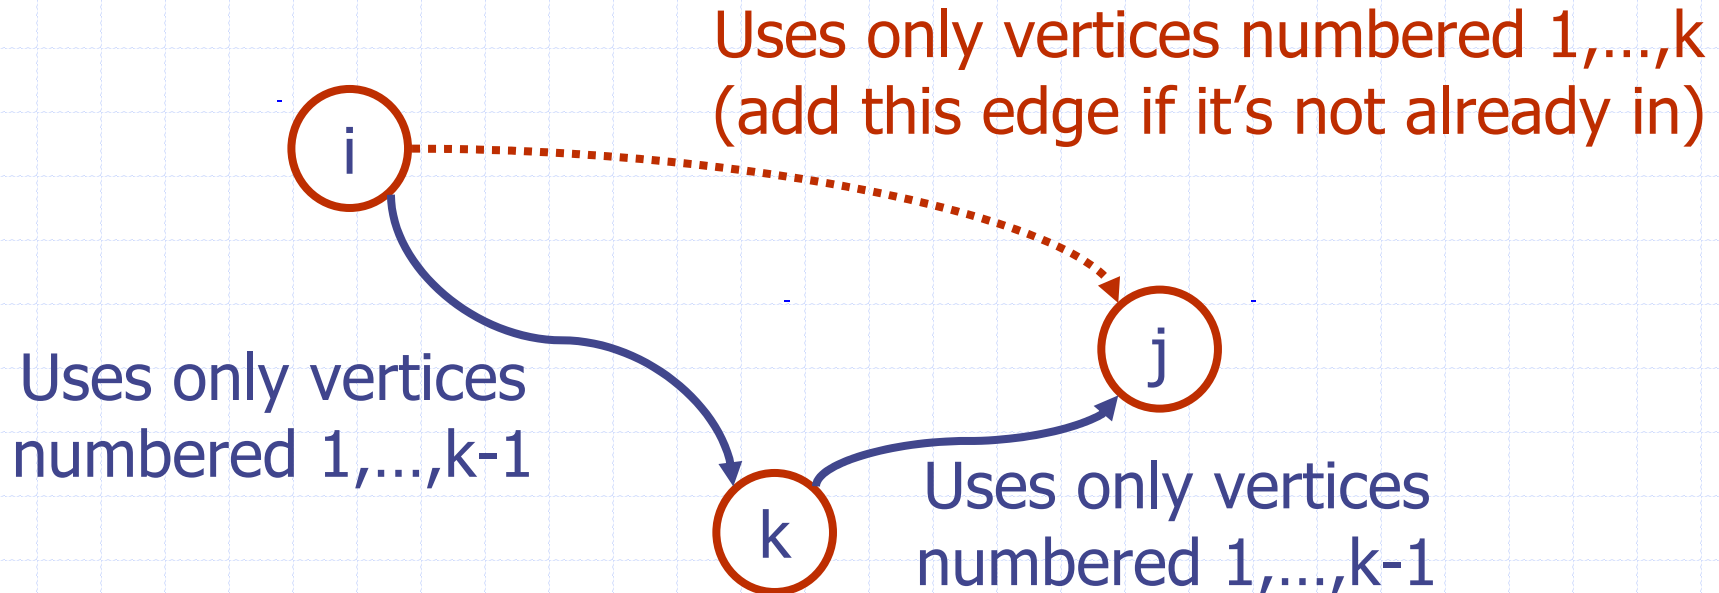 Uses only vertices numbered 1,…,k
(add this edge if it’s not already in)
i
j
Uses only vertices
numbered 1,…,k-1
k
Uses only vertices
numbered 1,…,k-1